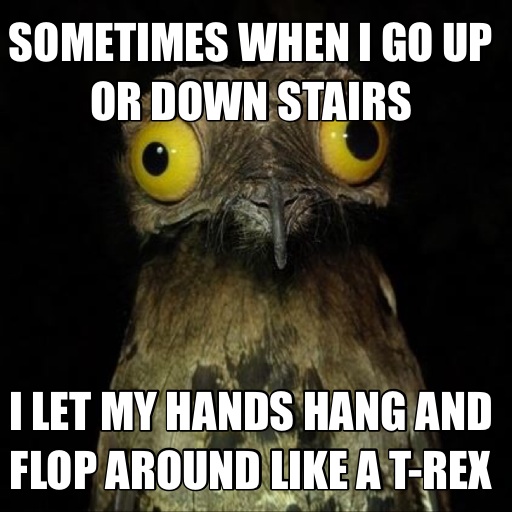 SOMETIMES WHEN I GO UP
OR DOWN STAIRS
I LET MY HANDS HANG AND
FLOP AROUND LIKE A T-REX